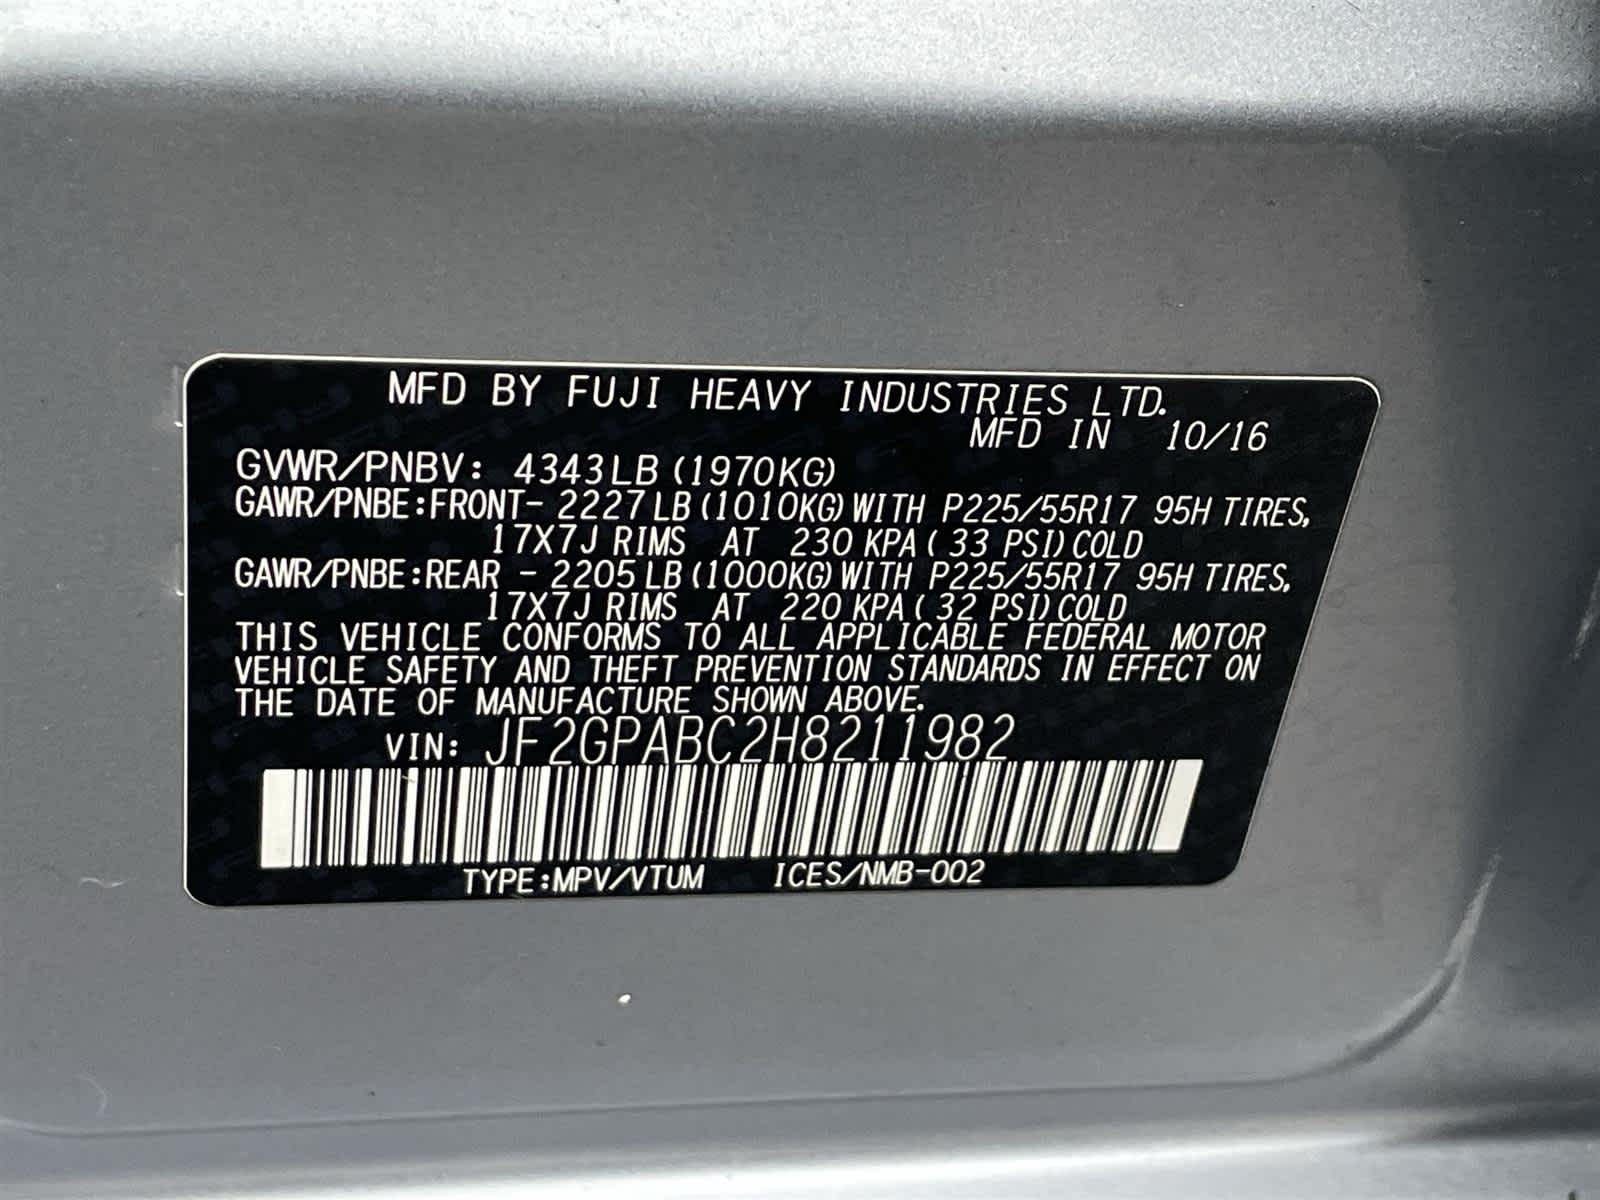 MFD BY FUJI HEAVY INDUSTRIES LTD.
MFD IN 10/16
GVWR/PNBV: 4343LB (1970KG)
GAWR/PNBE:FRONT- 2227LB (1010KG) WITH P225/55R17 95H TIRES,
17X7J RIMS AT 230 KPA ( 33 PSI) COLD
GAWR/PNBE:REAR - 2205LB (1000KG) WITH P225/55R17 95H TIRES,
17X7J RIMS AT 220 KPA ( 32 PSI) COLD
THIS VEHICLE CONFORMS TO ALL APPLICABLE FEDERAL MOTOR
VEHICLE SAFETY AND THEFT PREVENTION STANDARDS IN EFFECT ON
THE DATE OF MANUFACTURE SHOWN ABOVE.
VIN: JF2GPABC2H8211982
TYPE:MPV/VTUM ICES/NMB-002